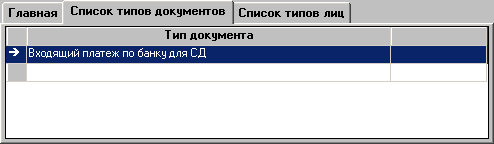 Главная Список типов документов Список типов лиц
Тип документа
Входящий платеж по банку для СД